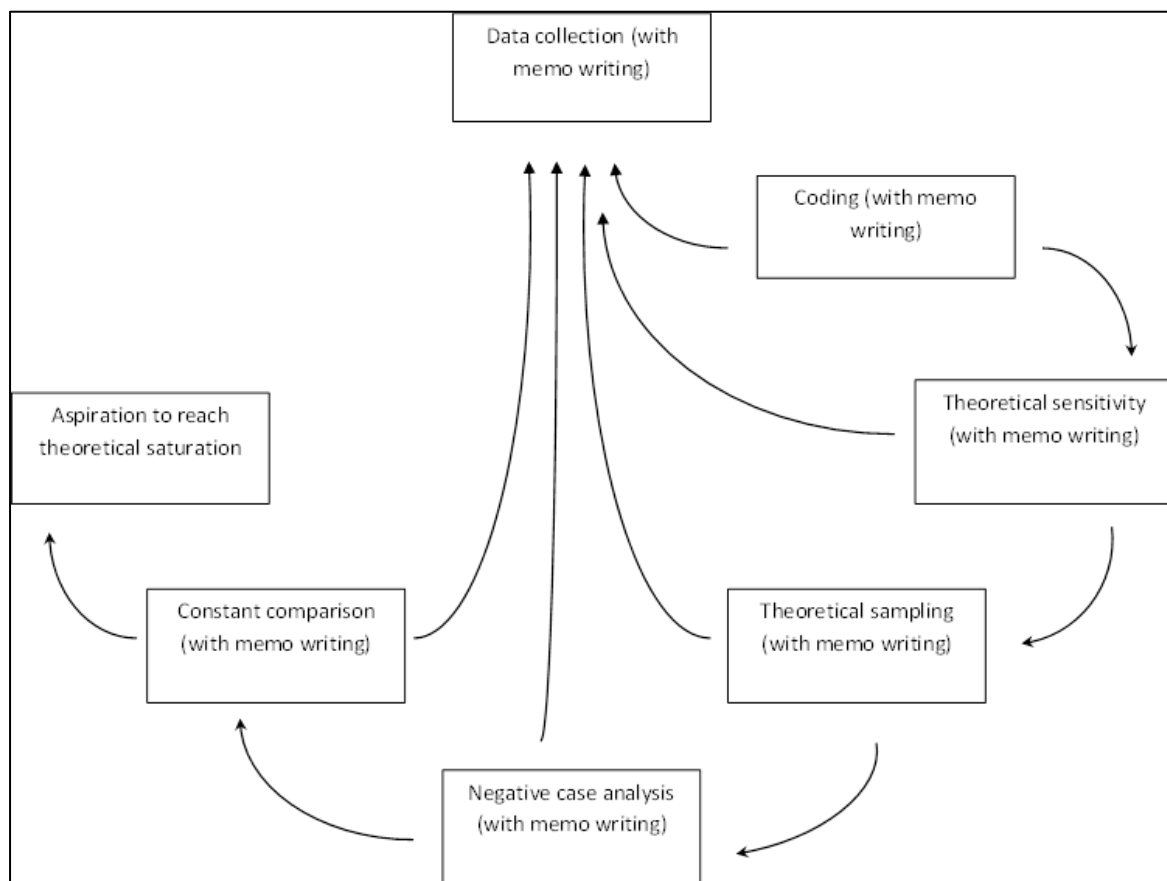 Data collection (with
memo writing)
Coding (with memo
writing)
Theoretical sensitivity
(with memo writing)
Aspiration to reach
theoretical saturation
Constant comparison
(with memo writing)
Theoretical sampling
(with memo writing)
Negative case analysis
(with memo writing)